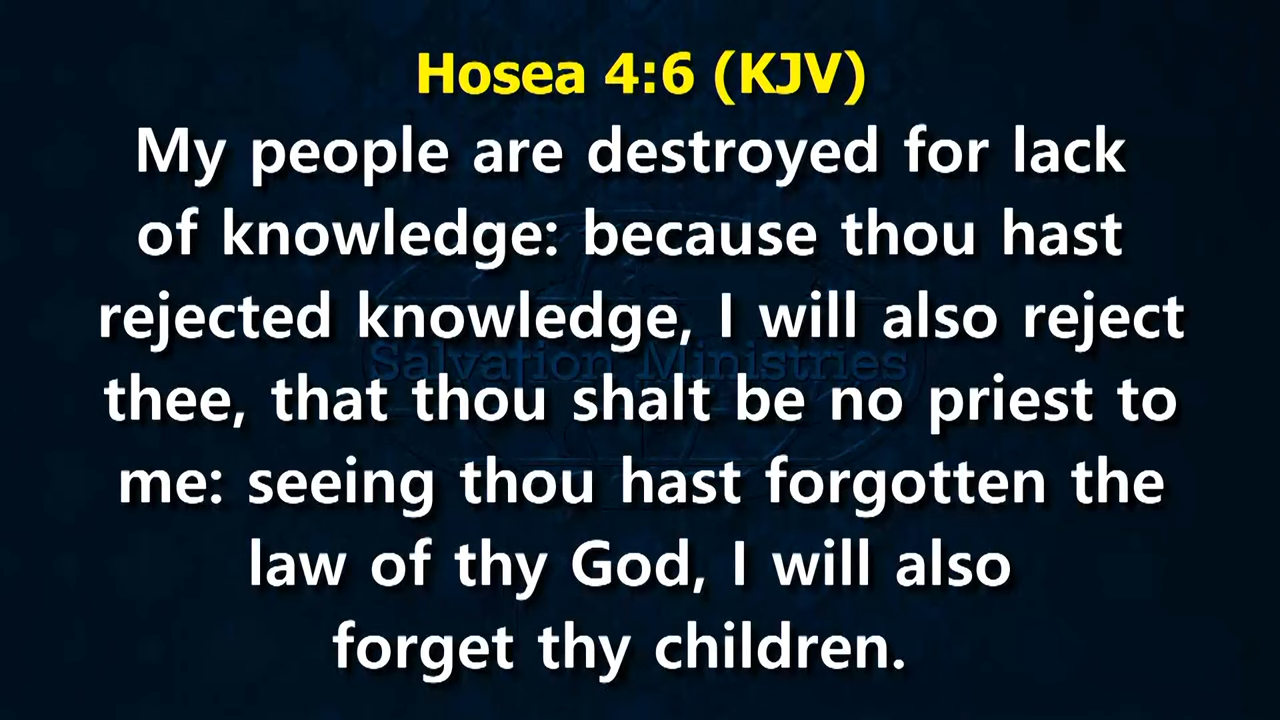 Hosea 4:6 (KJV)
My people are destroyed for lack
of knowledge: because thou hast
rejected knowledge, I will also reject
Salvation Ministries
thee, that thou shalt be no priest to
me: seeing thou hast forgotten the
law of thy God, I will also
forget thy children.